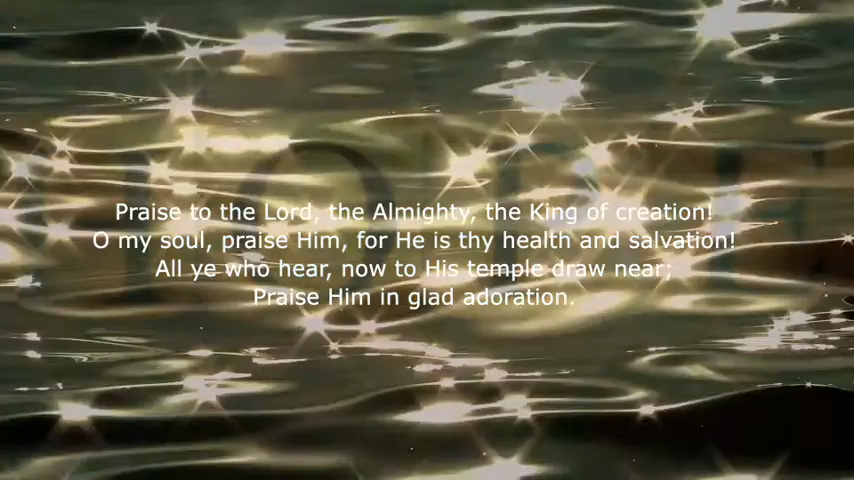 Praise to the Lord, the Almighty, the King of creation!
O my soul, praise Him, for He is thy health and salvation!
All ye who hear, now to His temple draw near;
Praise Him in glad adoration.